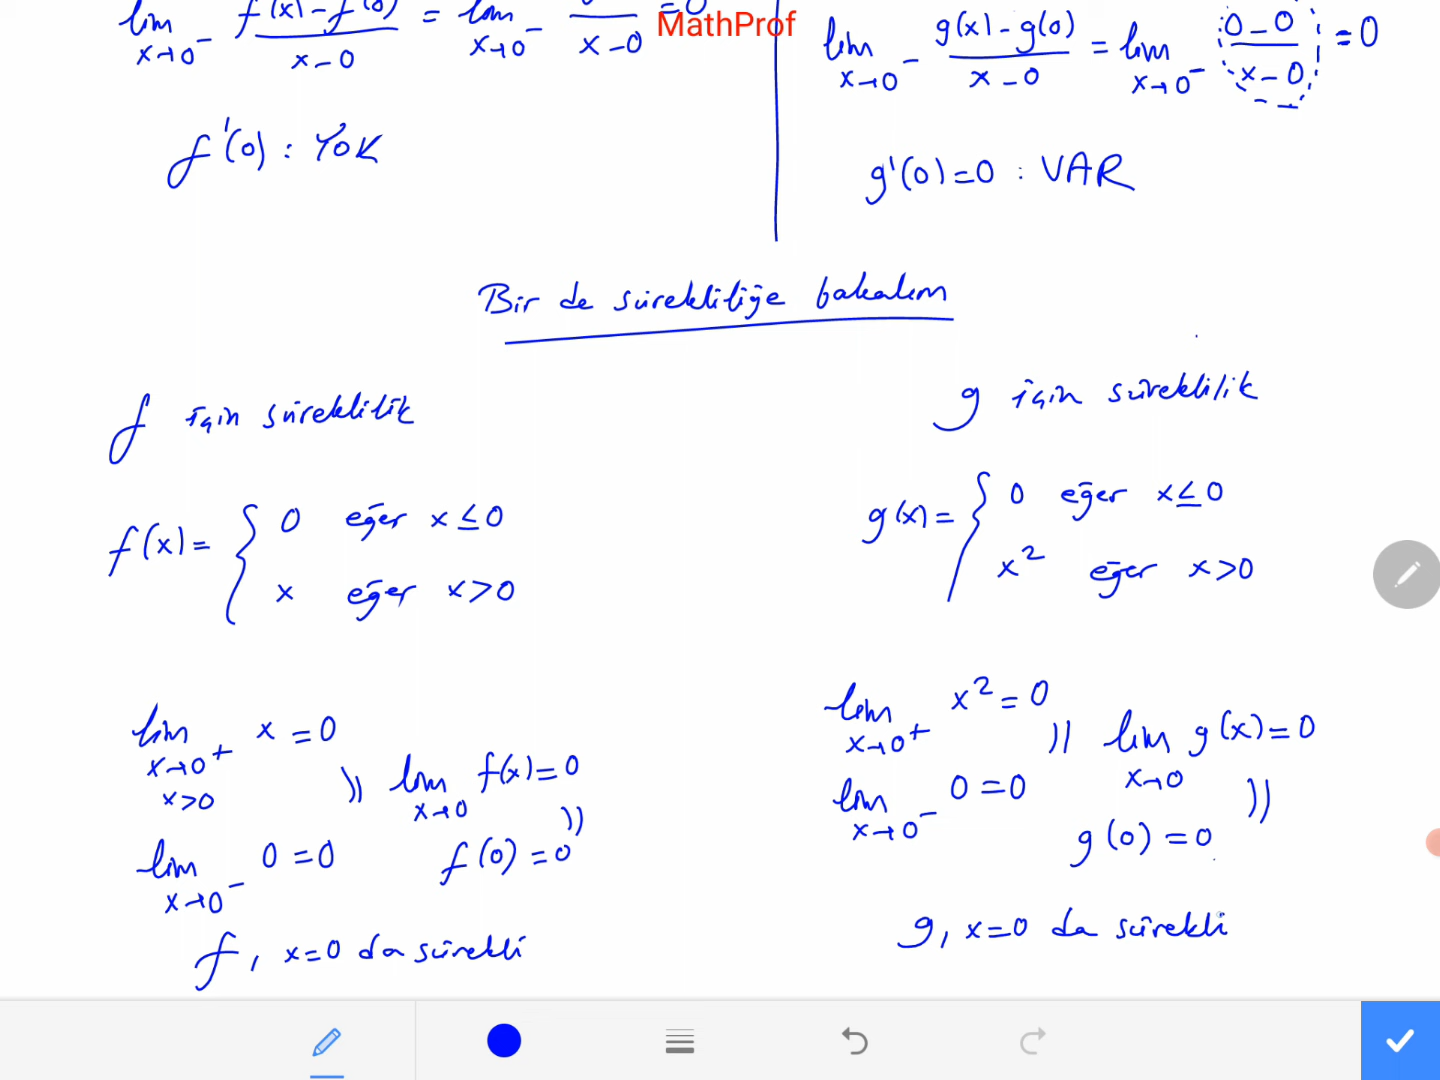 lim f(x) - f(0) / x - 0 = lim / x - 0 = 0
x→0⁻ x→0⁻
f'(0) : YOK
MathProf
lim g(x) - g(0) / x - 0 = lim 0 - 0 / x - 0 = 0
x→0⁻ x→0⁻
g'(0) = 0 : VAR
Bir de sürekliliğe bakalım
f için süreklilik
f(x) = { 0 eğer x ≤ 0
x eğer x > 0
lim x = 0
x→0⁺
x>0
lim 0 = 0
x→0⁻
)) lim f(x) = 0
x→0
))
f(0) = 0
f, x=0 da sürekli
g için süreklilik
g(x) = { 0 eğer x ≤ 0
x² eğer x > 0
lim x² = 0
x→0⁺
lim 0 = 0
x→0⁻
)) lim g(x) = 0
x→0
))
g(0) = 0
g, x=0 da sürekli